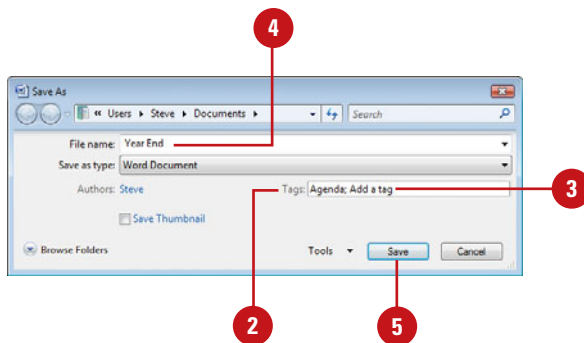 4
Save As
« Users ▸ Steve ▸ Documents ▸ Search
File name: Year End
Save as type: Word Document
Authors: Steve Tags: Agenda; Add a tag 3
Save Thumbnail
Browse Folders Tools Save Cancel
2 5